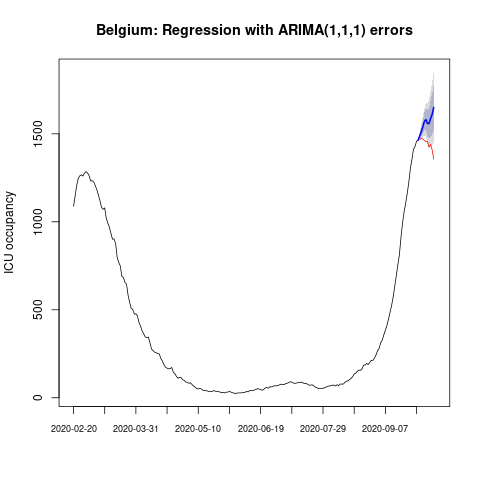 Belgium: Regression with ARIMA(1,1,1) errors
ICU occupancy
1500
1000
500
0
2020-02-20 2020-03-31 2020-05-10 2020-06-19 2020-07-29 2020-09-07